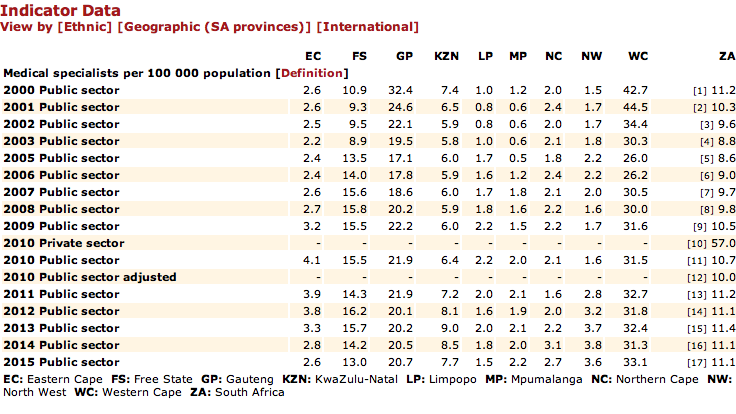 Indicator Data
View by [Ethnic] [Geographic (SA provinces)] [International]
EC FS GP KZN LP MP NC NW WC ZA
Medical specialists per 100 000 population [Definition]
2000 Public sector 2.6 10.9 32.4 7.4 1.0 1.2 2.0 1.5 42.7 [1] 11.2
2001 Public sector 2.6 9.3 24.6 6.5 0.8 0.6 2.4 1.7 44.5 [2] 10.3
2002 Public sector 2.5 9.5 22.1 5.9 0.8 0.6 2.0 1.7 34.4 [3] 9.6
2003 Public sector 2.2 8.9 19.5 5.8 1.0 0.6 2.1 1.8 30.3 [4] 8.8
2005 Public sector 2.4 13.5 17.1 6.0 1.7 0.5 1.8 2.2 26.0 [5] 8.6
2006 Public sector 2.4 14.0 17.8 5.9 1.6 1.2 2.4 2.2 26.2 [6] 9.0
2007 Public sector 2.6 15.6 18.6 6.0 1.7 1.8 2.1 2.0 30.5 [7] 9.7
2008 Public sector 2.7 15.8 20.2 5.9 1.8 1.6 2.2 1.6 30.0 [8] 9.8
2009 Public sector 3.2 15.5 22.2 6.0 2.2 1.5 2.2 1.7 31.6 [9] 10.5
2010 Private sector - - - - - - - - - [10] 57.0
2010 Public sector 4.1 15.5 21.9 6.4 2.2 2.0 2.1 1.6 31.5 [11] 10.7
2010 Public sector adjusted - - - - - - - - - [12] 10.0
2011 Public sector 3.9 14.3 21.9 7.2 2.0 2.1 1.6 2.8 32.7 [13] 11.2
2012 Public sector 3.8 16.2 20.1 8.1 1.6 1.9 2.0 3.2 31.8 [14] 11.1
2013 Public sector 3.3 15.7 20.2 9.0 2.0 2.1 2.2 3.7 32.4 [15] 11.4
2014 Public sector 2.8 14.2 20.5 8.5 1.8 2.0 3.1 3.8 31.3 [16] 11.1
2015 Public sector 2.6 13.0 20.7 7.7 1.5 2.2 2.7 3.6 33.1 [17] 11.1
EC: Eastern Cape FS: Free State GP: Gauteng KZN: KwaZulu-Natal LP: Limpopo MP: Mpumalanga NC: Northern Cape NW:
North West WC: Western Cape ZA: South Africa